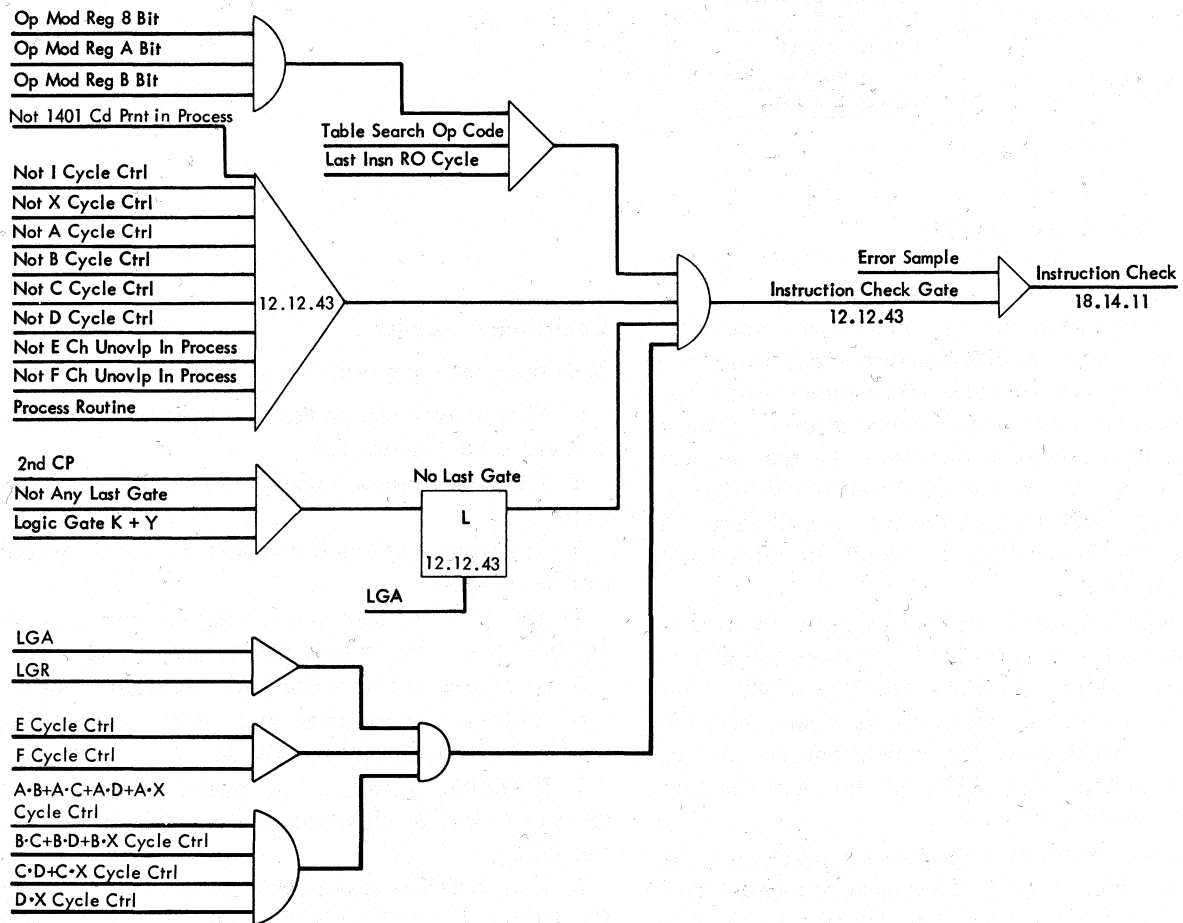 Op Mod Reg 8 Bit
Op Mod Reg A Bit
Op Mod Reg B Bit
Not 1401 Cd Prnt in Process
Table Search Op Code
Last Insn RO Cycle
Not I Cycle Ctrl
Not X Cycle Ctrl
Not A Cycle Ctrl
Not B Cycle Ctrl
Not C Cycle Ctrl
Not D Cycle Ctrl
Not E Ch Unovlp In Process
Not F Ch Unovlp In Process
Process Routine
12.12.43
Error Sample
Instruction Check Gate
12.12.43
Instruction Check
18.14.11
2nd CP
Not Any Last Gate
Logic Gate K + Y
No Last Gate
L
12.12.43
LGA
LGA
LGR
E Cycle Ctrl
F Cycle Ctrl
A•B+A•C+A•D+A•X
Cycle Ctrl
B•C+B•D+B•X Cycle Ctrl
C•D+C•X Cycle Ctrl
D•X Cycle Ctrl